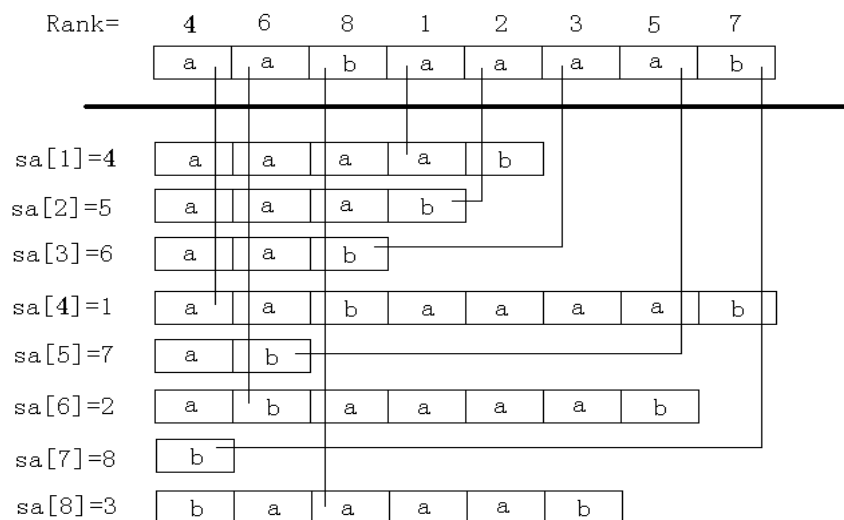 Rank= 4 6 8 1 2 3 5 7
a a b a a a a b
sa[1]=4 a a a a b
sa[2]=5 a a a b
sa[3]=6 a a b
sa[4]=1 a a b a a a a b
sa[5]=7 a b
sa[6]=2 a b a a a a b
sa[7]=8 b
sa[8]=3 b a a a a b